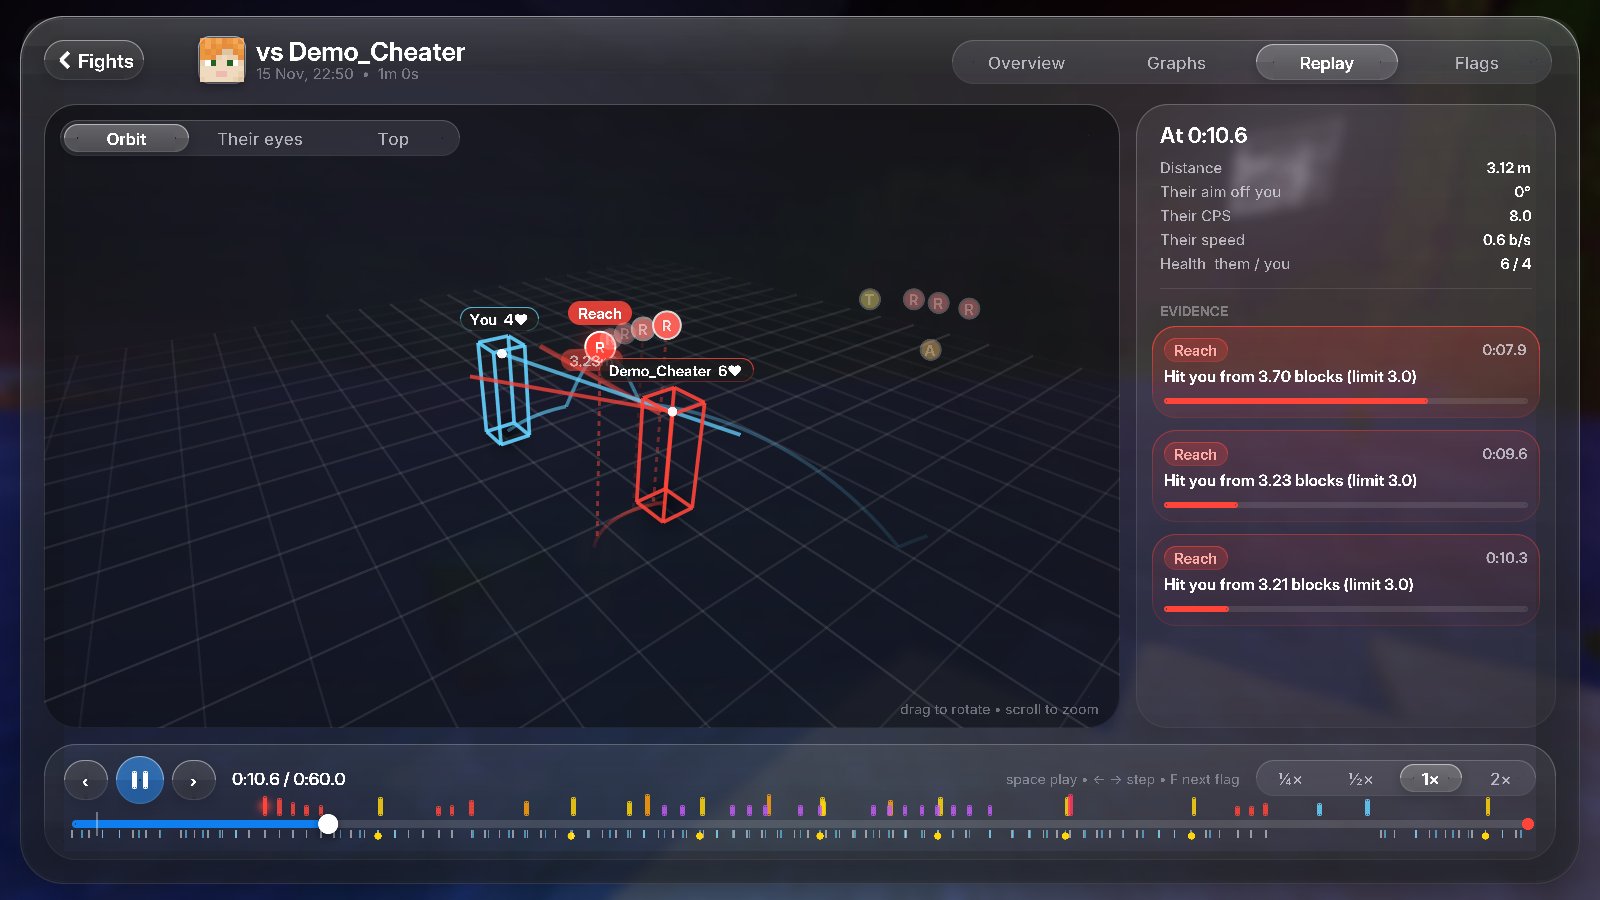 Fights
vs Demo_Cheater
15 Nov, 22:50 • 1m 0s
Overview
Graphs
Replay
Flags
Orbit
Their eyes
Top
You 4♥
Reach
R
R
R
R
3.23
Demo_Cheater 6♥
T
R
R
R
A
drag to rotate • scroll to zoom
At 0:10.6
Distance 3.12 m
Their aim off you 0°
Their CPS 8.0
Their speed 0.6 b/s
Health them / you 6 / 4
EVIDENCE
Reach 0:07.9
Hit you from 3.70 blocks (limit 3.0)
Reach 0:09.6
Hit you from 3.23 blocks (limit 3.0)
Reach 0:10.3
Hit you from 3.21 blocks (limit 3.0)
0:10.6 / 0:60.0
space play • ← → step • F next flag
¼×
½×
1×
2×